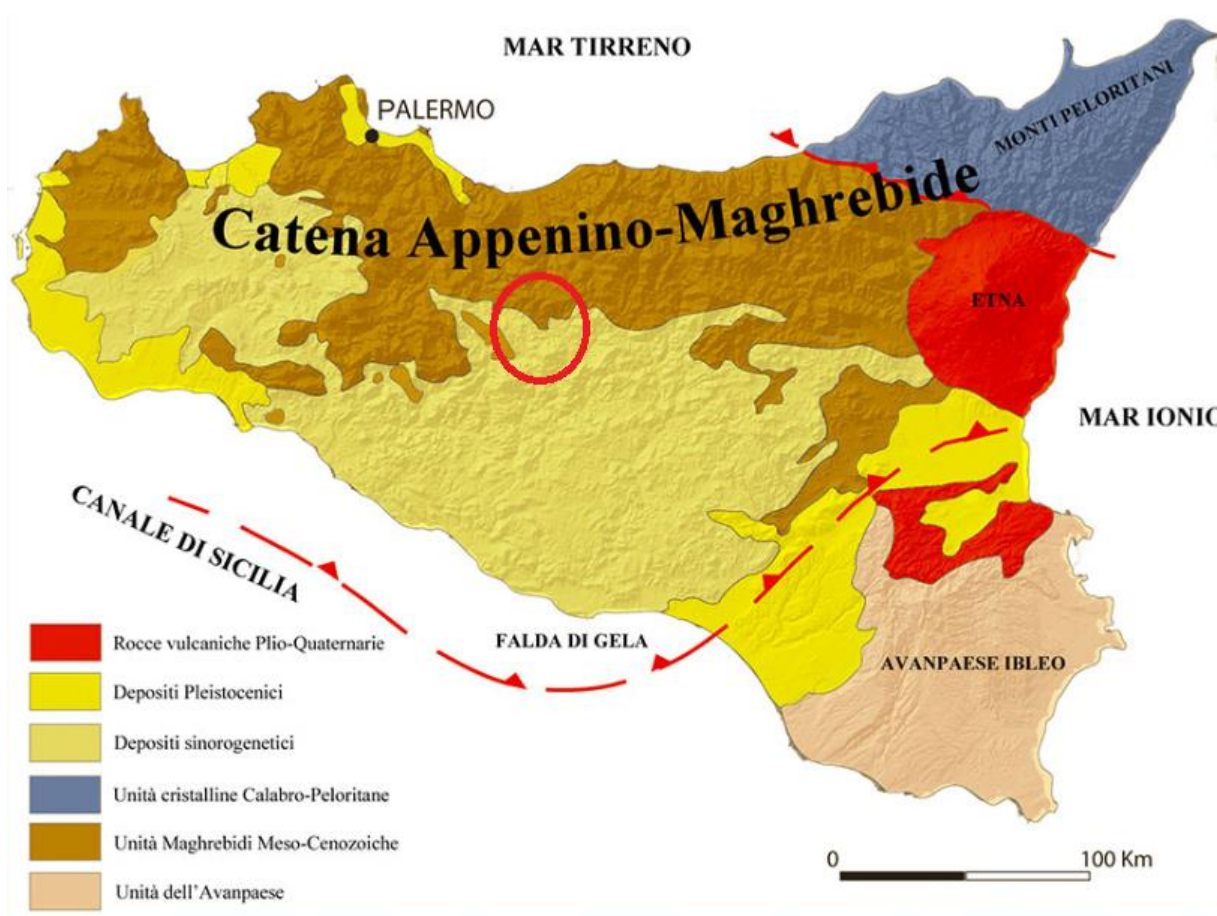 MAR TIRRENO
PALERMO
MONTI PELORITANI
Catena Appenino-Maghrebide
ETNA
MAR IONIO
CANALE DI SICILIA
FALDA DI GELA
AVANPAESE IBLEO
Rocce vulcaniche Plio-Quaternarie
Depositi Pleistocenici
Depositi sinorogenetici
Unità cristalline Calabro-Peloritane
Unità Maghrebidi Meso-Cenozoiche
Unità dell'Avanpaese
0
100 Km